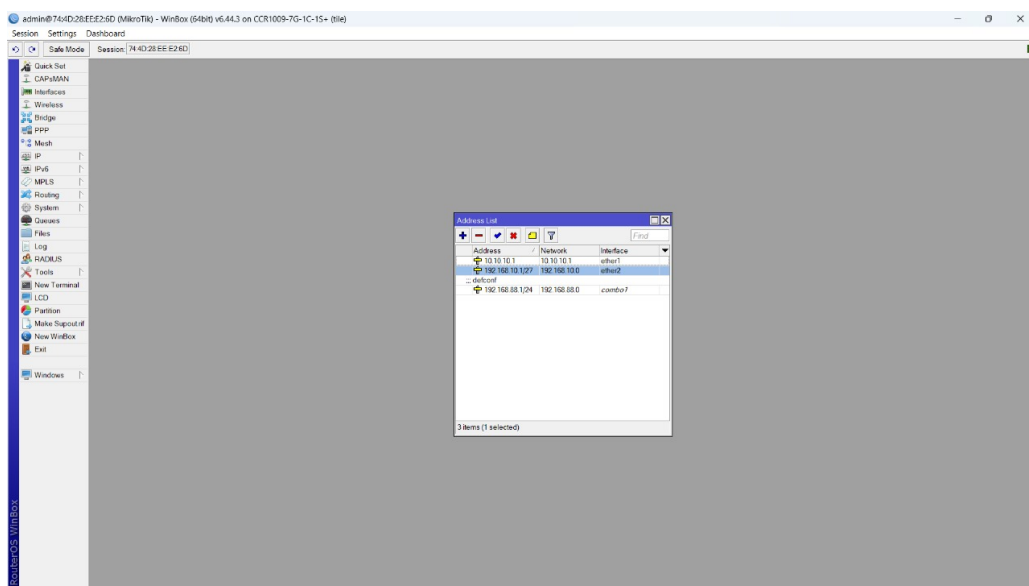 admin@74:4D:28:EE:E2:6D (MikroTik) - WinBox (64bit) v6.44.3 on CCR1009-7G-1C-1S+ (tile)
Session Settings Dashboard
Safe Mode Session: 74:4D:28:EE:E2:6D
Quick Set
CAPsMAN
Interfaces
Wireless
Bridge
PPP
Mesh
IP
IPv6
MPLS
Routing
System
Queues
Files
Log
RADIUS
Tools
New Terminal
LCD
Partition
Make Supout.rif
New WinBox
Exit
Windows
RouterOS WinBox
Address List
Find
Address / Network Interface
10.10.10.1 10.10.10.1 ether1
192.168.10.1/27 192.168.10.0 ether2
;;; defconf
192.168.88.1/24 192.168.88.0 combo1
3 items (1 selected)